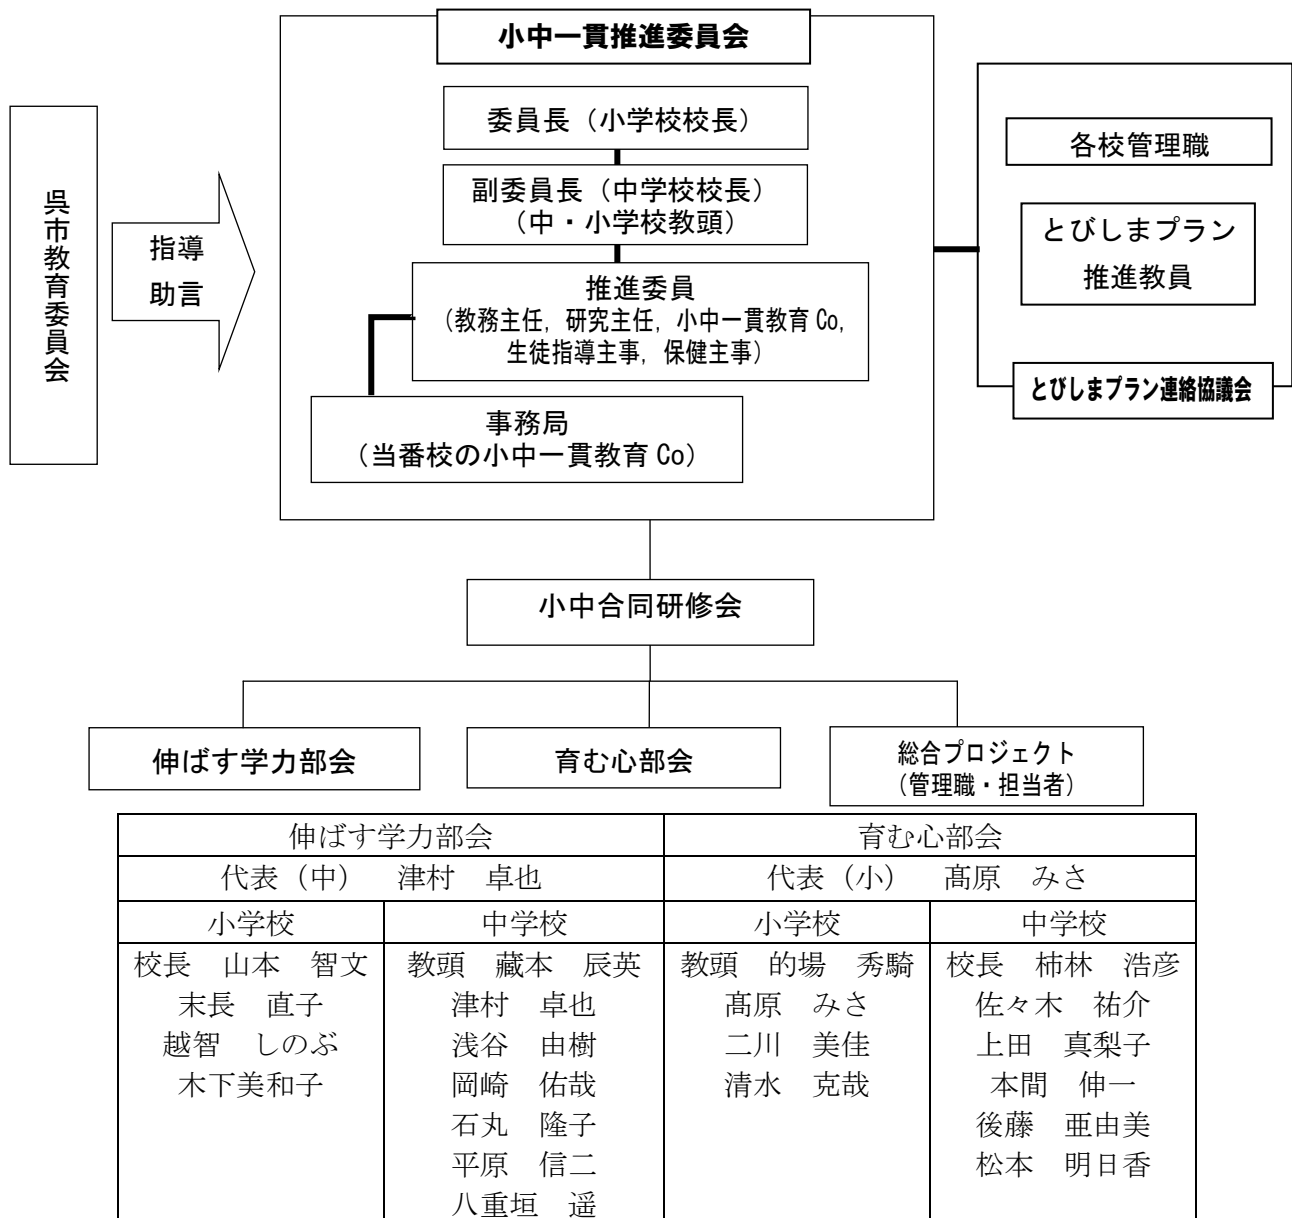 小中一貫推進委員会
委員長（小学校校長）
副委員長（中学校校長）
（中・小学校教頭）
推進委員
（教務主任，研究主任，小中一貫教育 Co，
生徒指導主事，保健主事）
事務局
（当番校の小中一貫教育 Co）
呉市教育委員会
指導
助言
各校管理職
とびしまプラン
推進教員
とびしまプラン連絡協議会
小中合同研修会
伸ばす学力部会
育む心部会
総合プロジェクト
（管理職・担当者）
伸ばす学力部会　育む心部会
代表（中）　津村　卓也　代表（小）　髙原　みさ
小学校　中学校　小学校　中学校
校長　山本　智文　教頭　藏本　辰英　教頭　的場　秀騎　校長　柿林　浩彦
末長　直子　津村　卓也　髙原　みさ　佐々木　祐介
越智　しのぶ　浅谷　由樹　二川　美佳　上田　真梨子
木下美和子　岡崎　佑哉　清水　克哉　本間　伸一
石丸　隆子　後藤　亜由美
平原　信二　松本　明日香
八重垣　遥